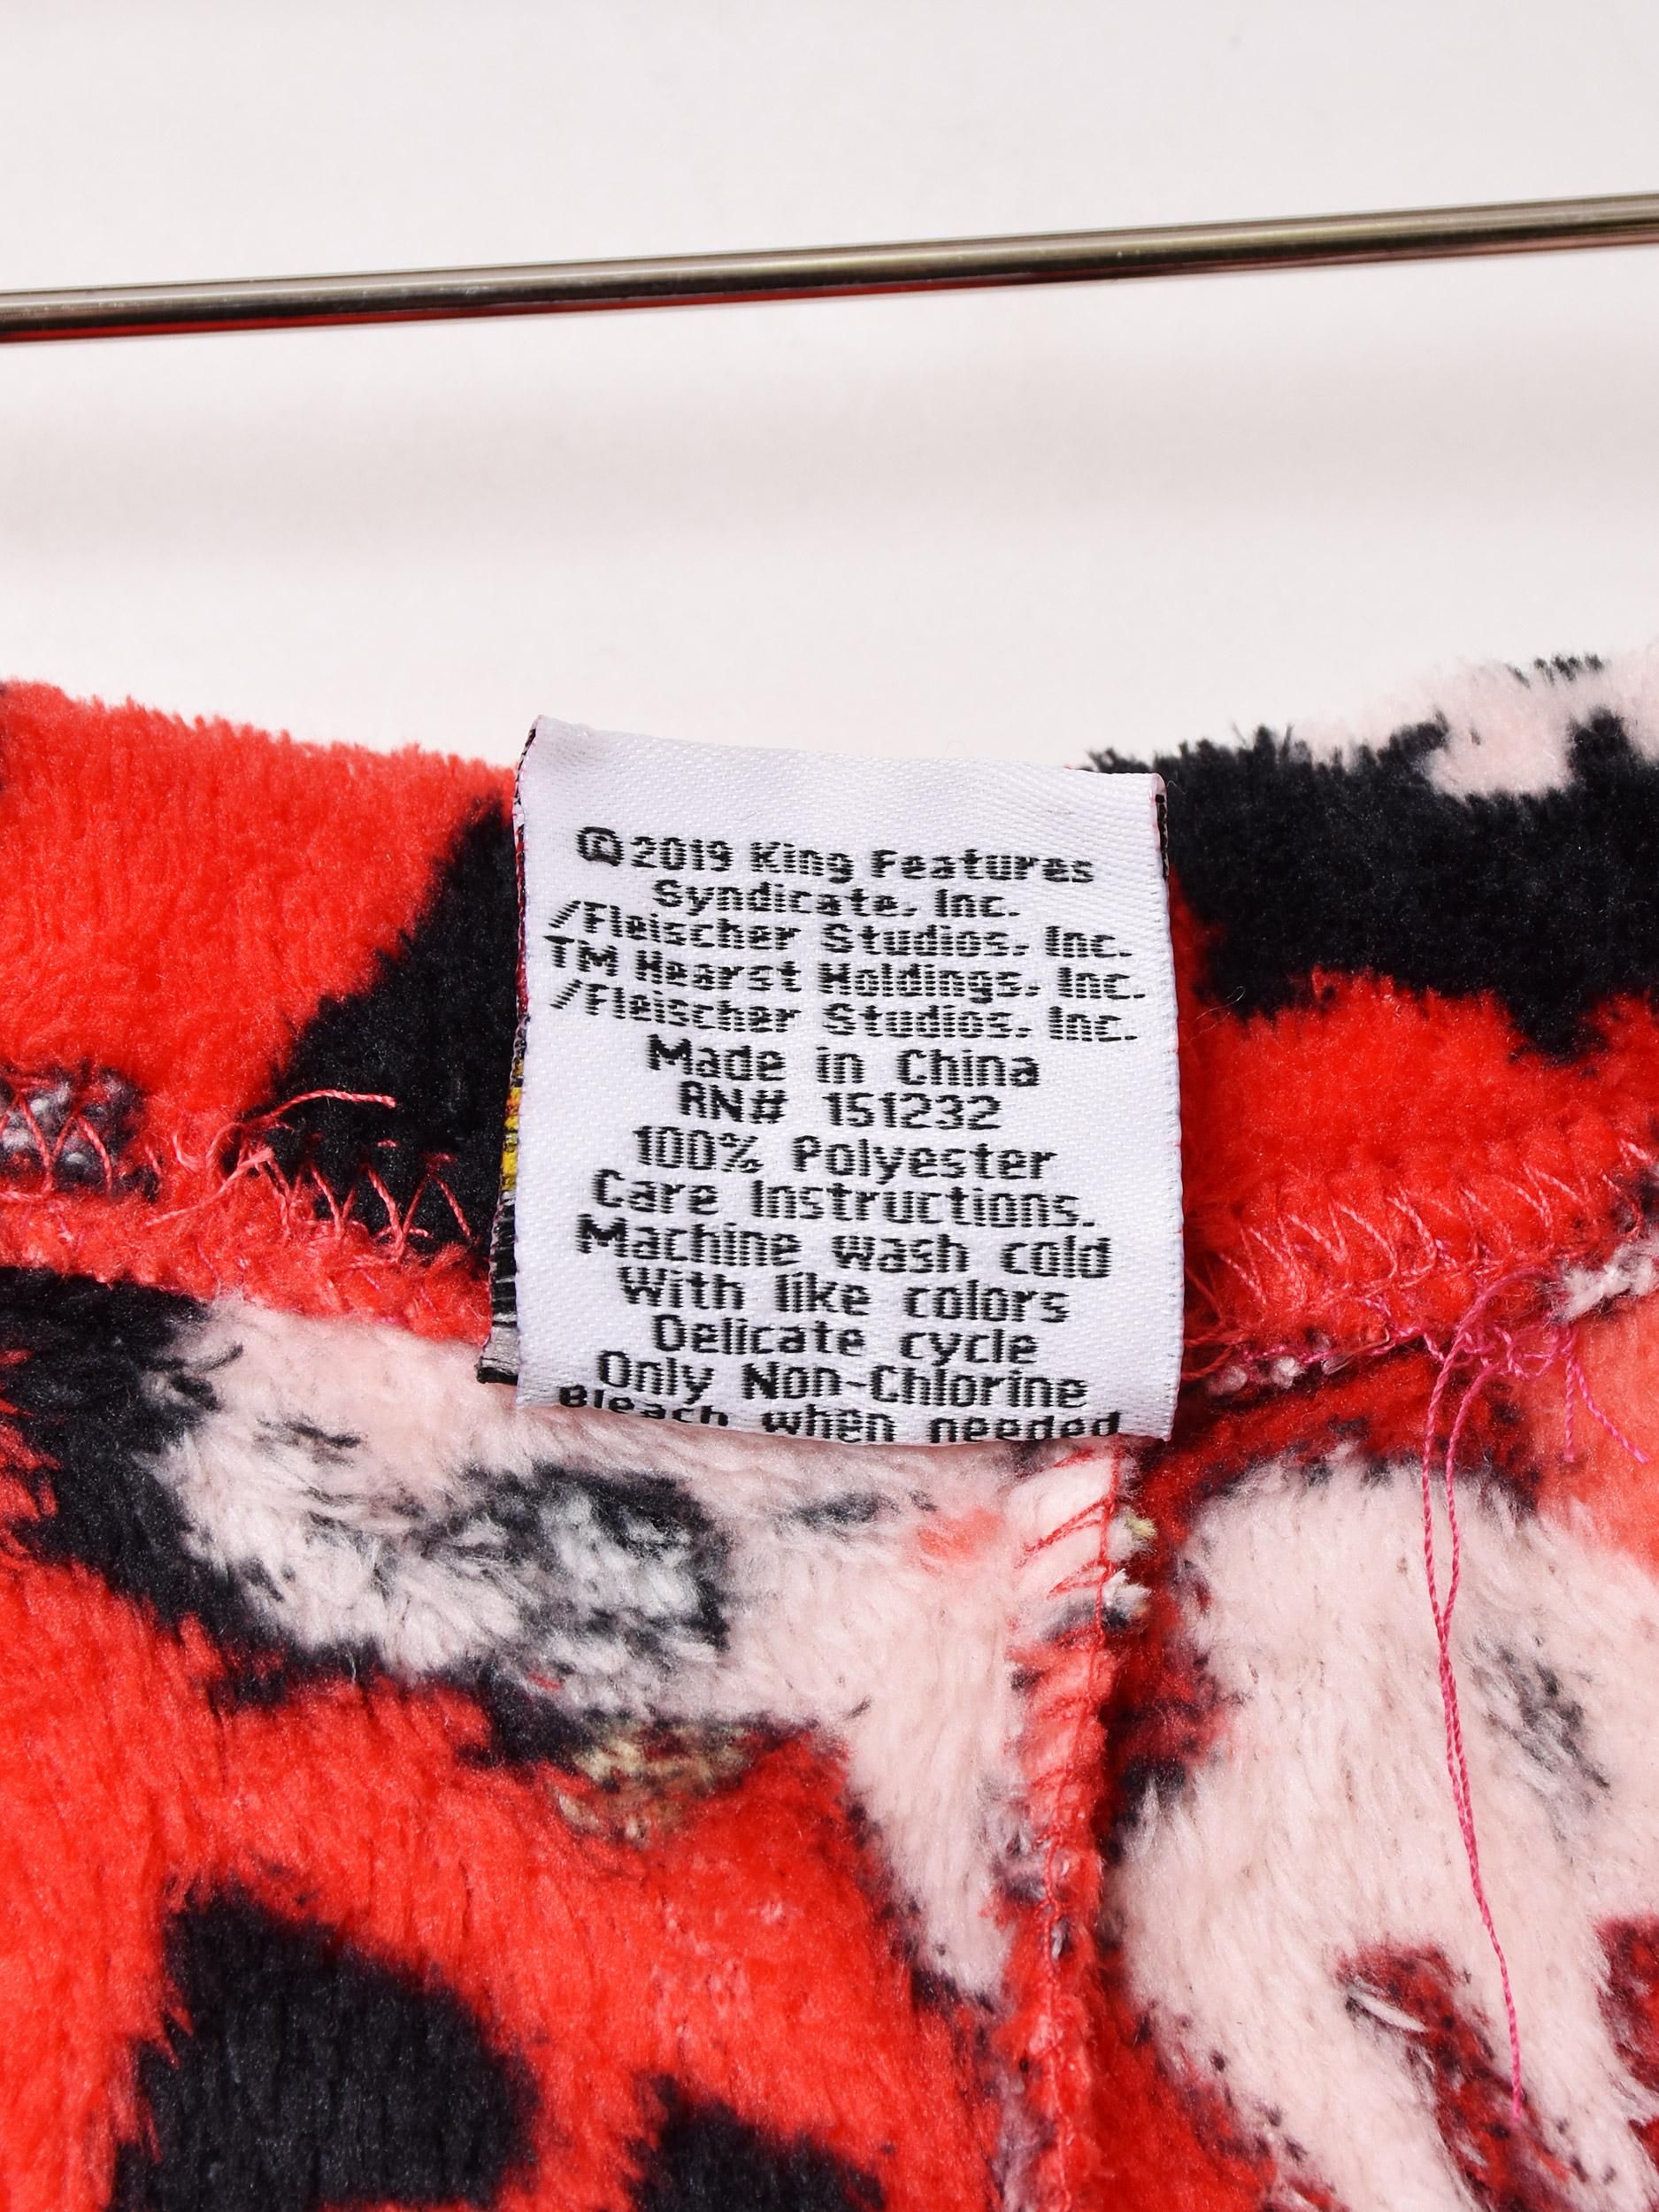 ©2019 King Features
Syndicate, Inc.
/Fleischer Studios, Inc.
TM Hearst Holdings, Inc.
/Fleischer Studios, Inc.
Made in China
RN# 151232
100% Polyester
Care Instructions.
Machine wash cold
With like colors
Delicate cycle
Only Non-Chlorine
Bleach when needed